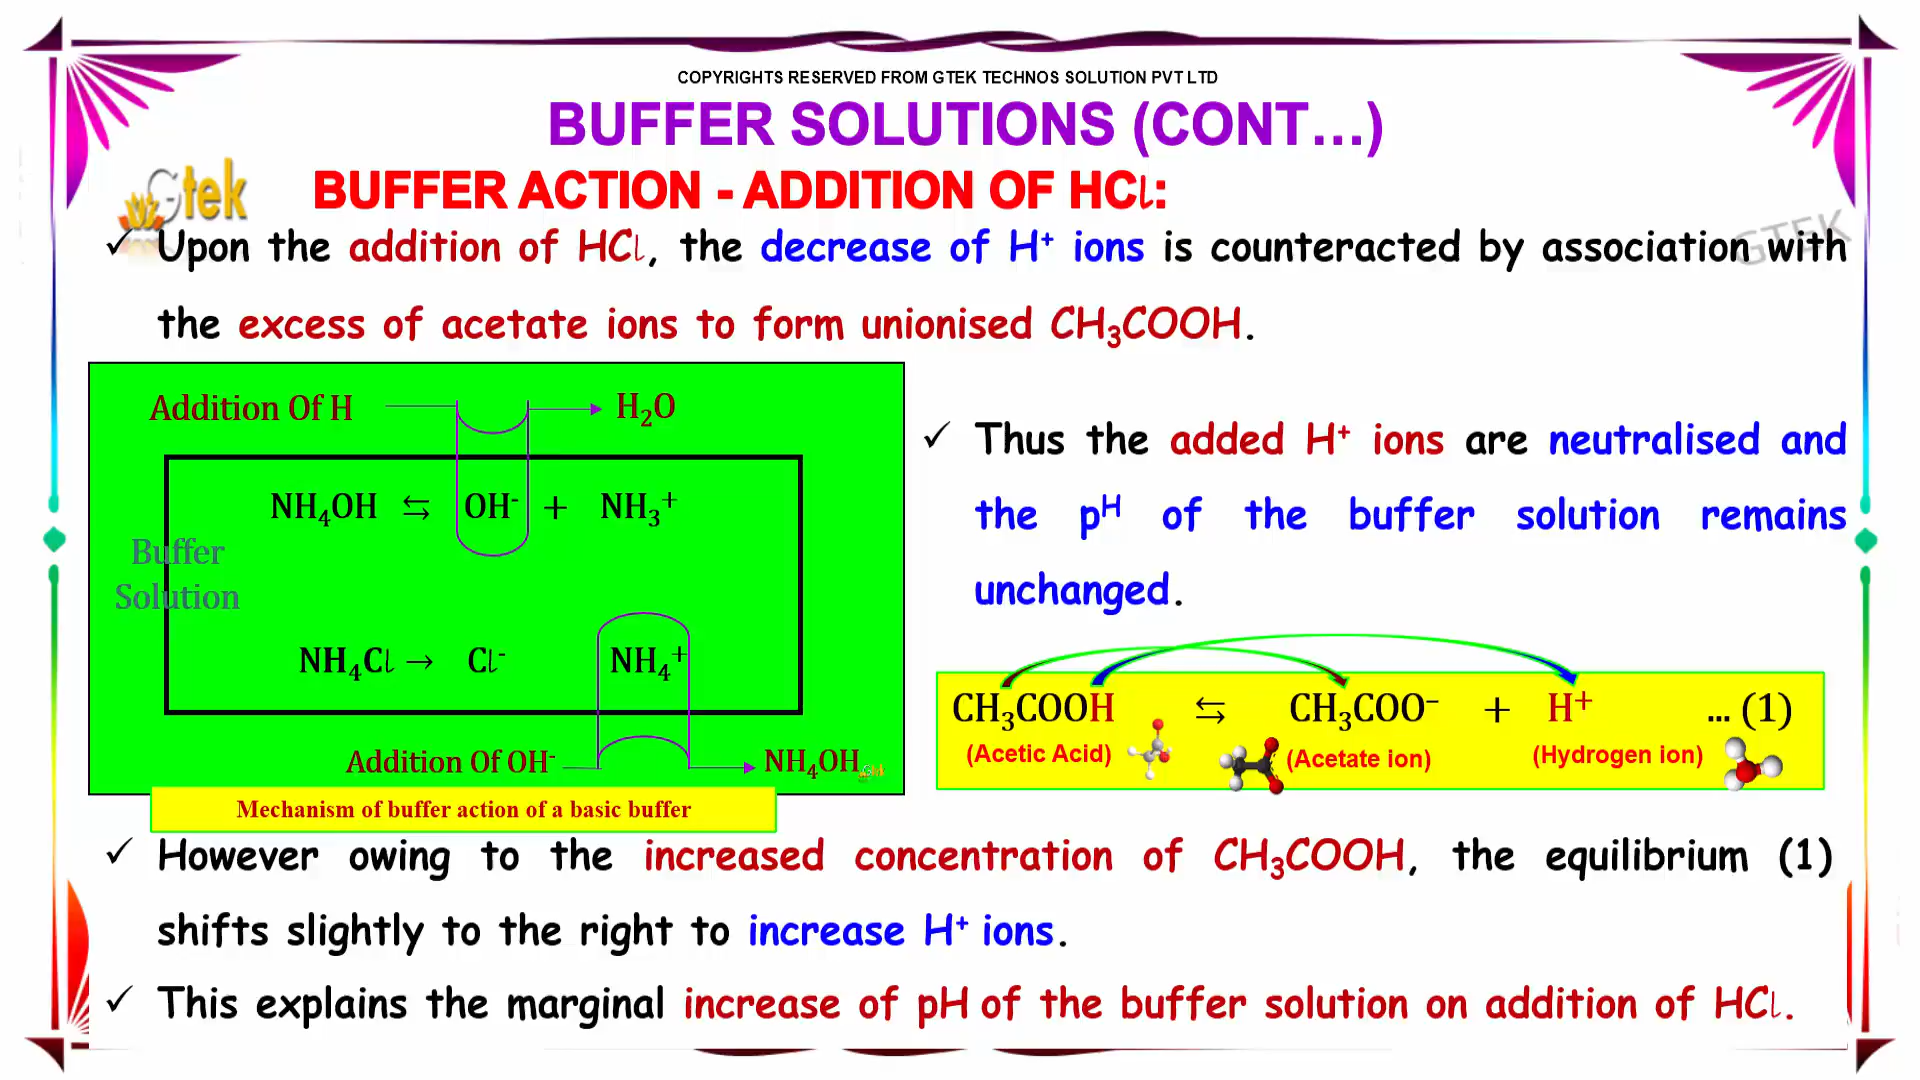 COPYRIGHTS RESERVED FROM GTEK TECHNOS SOLUTION PVT LTD
BUFFER SOLUTIONS (CONT...)
Gtek
BUFFER ACTION - ADDITION OF HCl:
GTEK
✓ Upon the addition of HCl, the decrease of H⁺ ions is counteracted by association with
the excess of acetate ions to form unionised CH₃COOH.
Addition Of H → H₂O
NH₄OH ⇆ OH⁻ + NH₃⁺
Buffer
Solution
NH₄Cl → Cl⁻ NH₄⁺
Addition Of OH⁻ → NH₄OH
Gtek
Mechanism of buffer action of a basic buffer
✓ Thus the added H⁺ ions are neutralised and
the pᴴ of the buffer solution remains
unchanged.
CH₃COOH ⇆ CH₃COO⁻ + H⁺ ... (1)
(Acetic Acid) (Acetate ion) (Hydrogen ion)
✓ However owing to the increased concentration of CH₃COOH, the equilibrium (1)
shifts slightly to the right to increase H⁺ ions.
✓ This explains the marginal increase of pH of the buffer solution on addition of HCl.